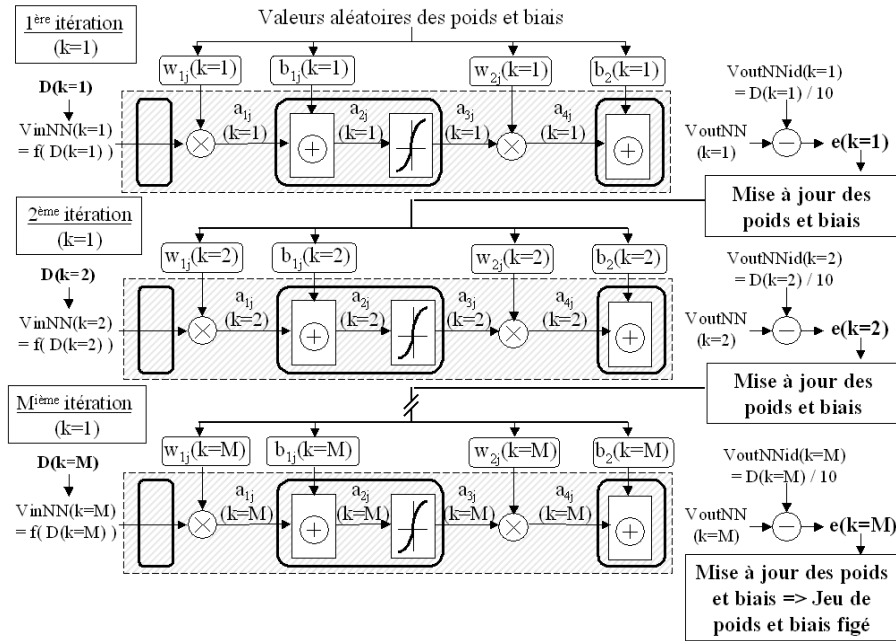 1ère itération
(k=1)
Valeurs aléatoires des poids et biais
w1j(k=1)
b1j(k=1)
w2j(k=1)
b2(k=1)
VoutNNid(k=1)
= D(k=1) / 10
D(k=1)
VinNN(k=1)
= f( D(k=1) )
a1j
(k=1)
a2j
(k=1)
a3j
(k=1)
a4j
(k=1)
VoutNN
(k=1)
e(k=1)
Mise à jour des
poids et biais
2ème itération
(k=1)
w1j(k=2)
b1j(k=2)
w2j(k=2)
b2(k=2)
VoutNNid(k=2)
= D(k=2) / 10
D(k=2)
VinNN(k=2)
= f( D(k=2) )
a1j
(k=2)
a2j
(k=2)
a3j
(k=2)
a4j
(k=2)
VoutNN
(k=2)
e(k=2)
Mise à jour des
poids et biais
Mième itération
(k=1)
w1j(k=M)
b1j(k=M)
w2j(k=M)
b2(k=M)
VoutNNid(k=M)
= D(k=M) / 10
D(k=M)
VinNN(k=M)
= f( D(k=M) )
a1j
(k=M)
a2j
(k=M)
a3j
(k=M)
a4j
(k=M)
VoutNN
(k=M)
e(k=M)
Mise à jour des poids
et biais => Jeu de
poids et biais figé